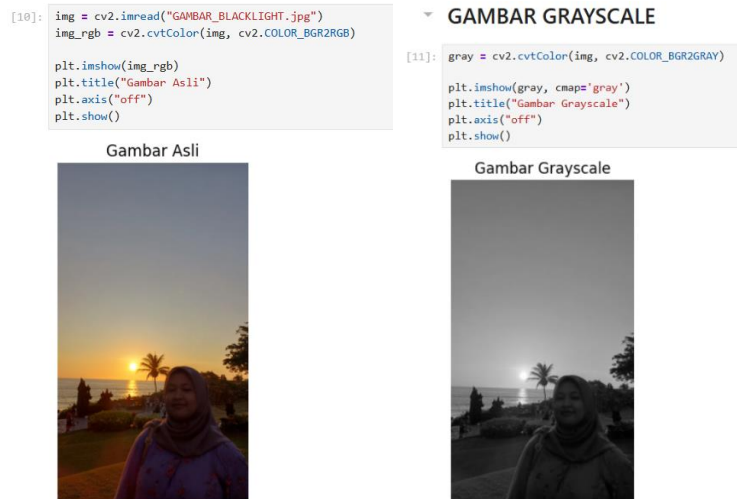 [10]: img = cv2.imread("GAMBAR_BLACKLIGHT.jpg")
img_rgb = cv2.cvtColor(img, cv2.COLOR_BGR2RGB)
plt.imshow(img_rgb)
plt.title("Gambar Asli")
plt.axis("off")
plt.show()
Gambar Asli
GAMBAR GRAYSCALE
[11]: gray = cv2.cvtColor(img, cv2.COLOR_BGR2GRAY)
plt.imshow(gray, cmap='gray')
plt.title("Gambar Grayscale")
plt.axis("off")
plt.show()
Gambar Grayscale